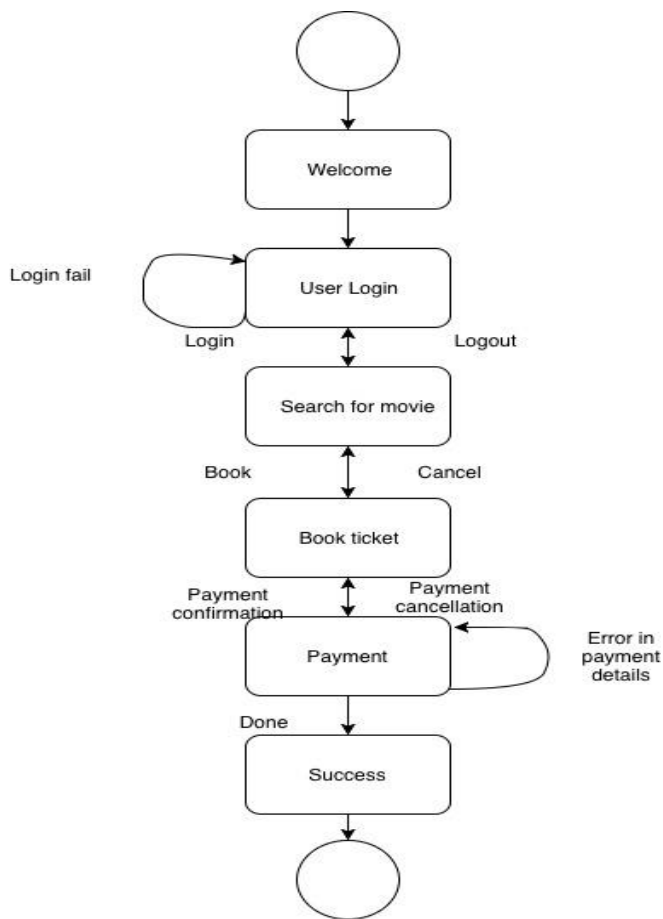 Welcome
Login fail
User Login
Login
Logout
Search for movie
Book
Cancel
Book ticket
Payment
confirmation
Payment
cancellation
Payment
Error in
payment
details
Done
Success